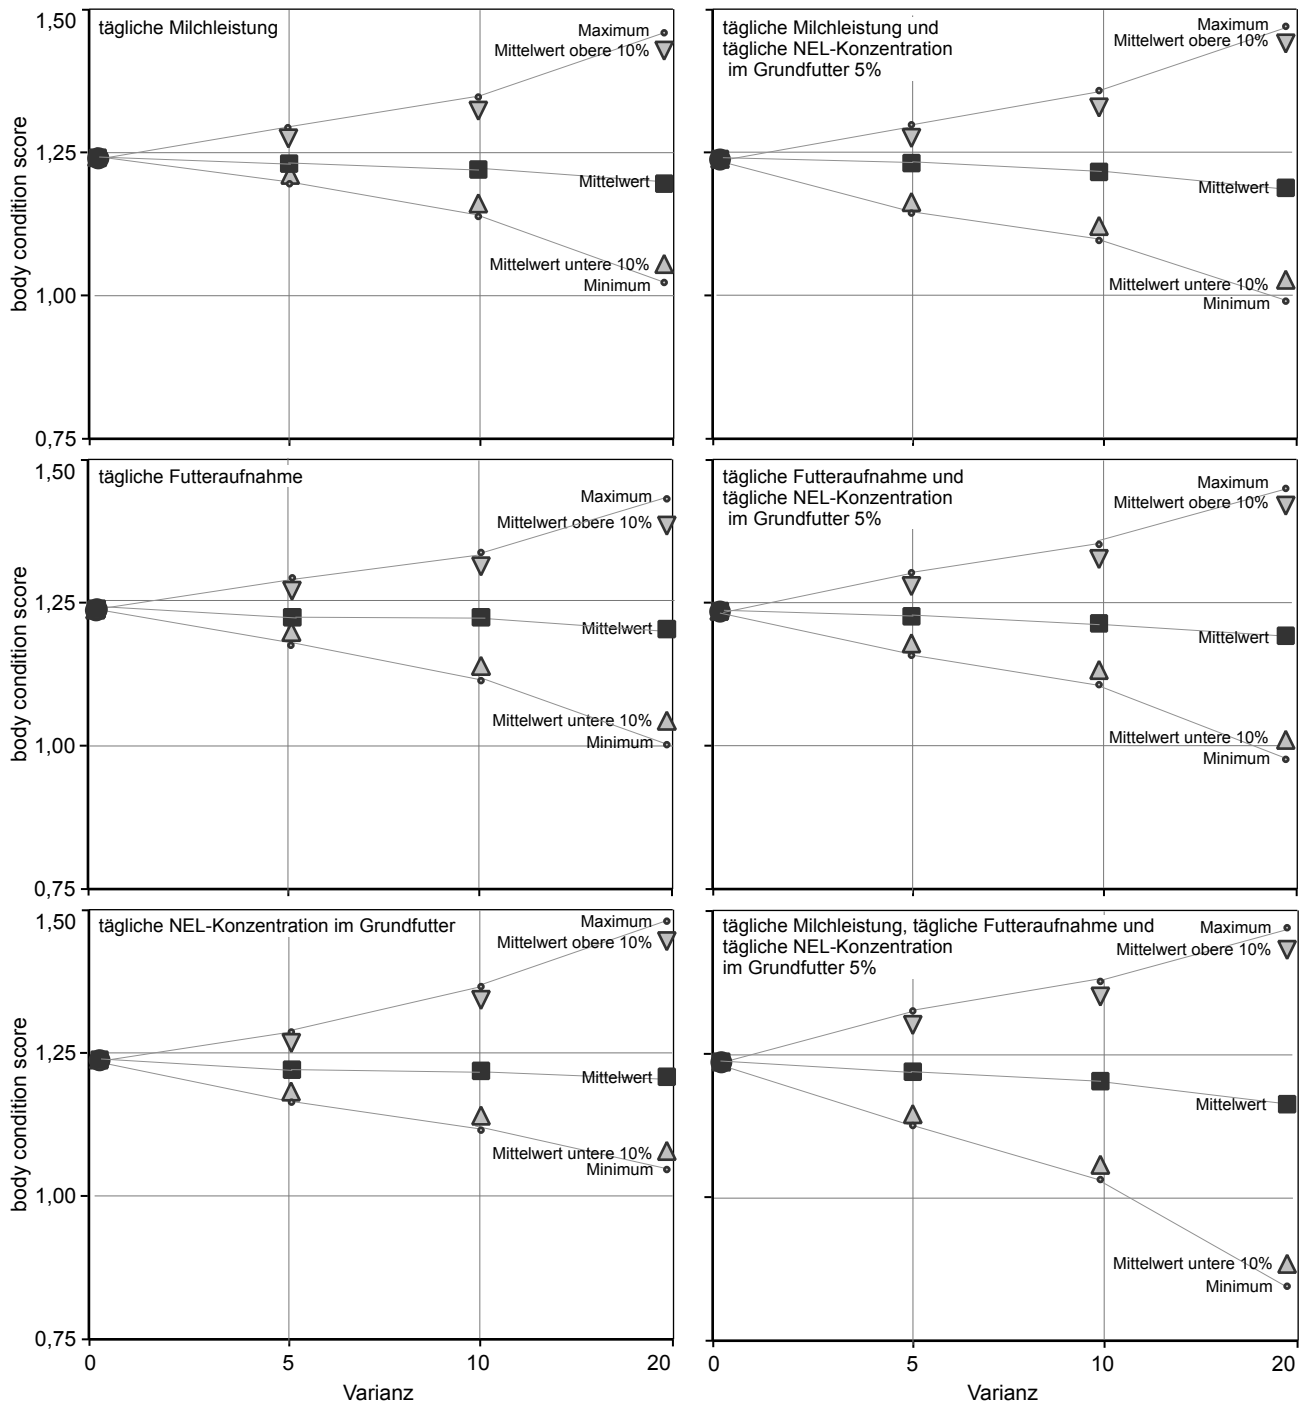 1,50
tägliche Milchleistung
Maximum
Mittelwert obere 10%
1,25
Mittelwert
Mittelwert untere 10%
Minimum
1,00
0,75
body condition score
tägliche Milchleistung und
tägliche NEL-Konzentration
im Grundfutter 5%
Maximum
Mittelwert obere 10%
Mittelwert
Mittelwert untere 10%
Minimum
1,50
tägliche Futteraufnahme
Maximum
Mittelwert obere 10%
1,25
Mittelwert
Mittelwert untere 10%
Minimum
1,00
0,75
body condition score
tägliche Futteraufnahme und
tägliche NEL-Konzentration
im Grundfutter 5%
Maximum
Mittelwert obere 10%
Mittelwert
Mittelwert untere 10%
Minimum
1,50
tägliche NEL-Konzentration im Grundfutter
Maximum
Mittelwert obere 10%
1,25
Mittelwert
Mittelwert untere 10%
Minimum
1,00
0,75
body condition score
0 5 10 20
Varianz
tägliche Milchleistung, tägliche Futteraufnahme und
tägliche NEL-Konzentration
im Grundfutter 5%
Maximum
Mittelwert obere 10%
Mittelwert
Mittelwert untere 10%
Minimum
0 5 10 20
Varianz